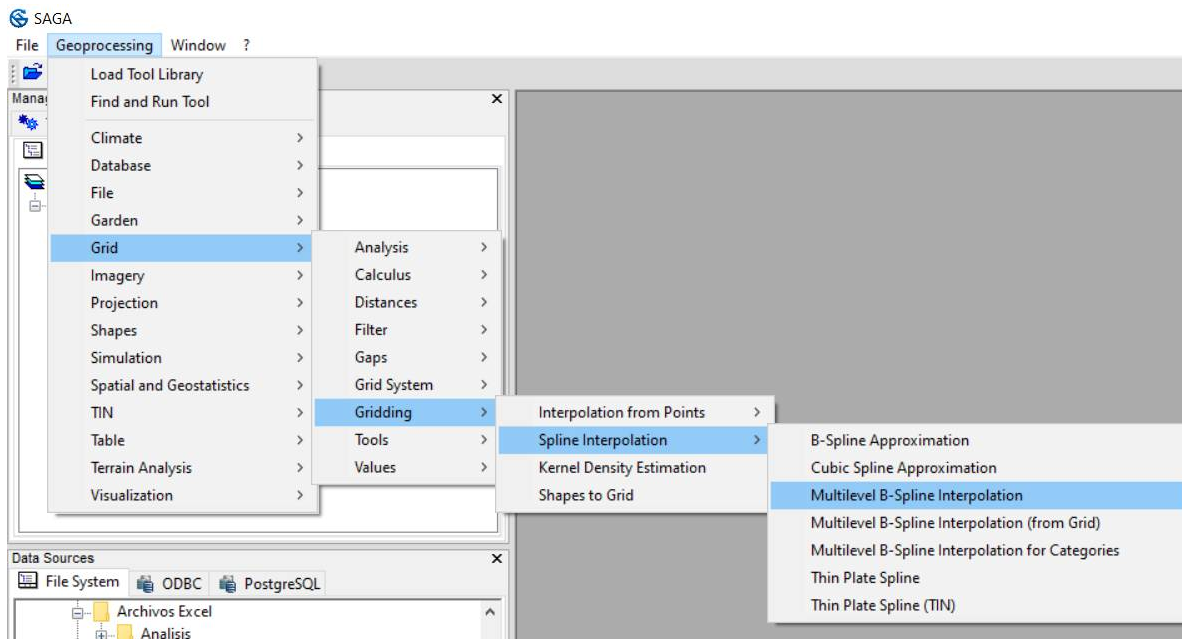 SAGA
File Geoprocessing Window ?
Load Tool Library
Find and Run Tool
Climate
Database
File
Garden
Grid
Imagery
Projection
Shapes
Simulation
Spatial and Geostatistics
TIN
Table
Terrain Analysis
Visualization
Analysis
Calculus
Distances
Filter
Gaps
Grid System
Gridding
Tools
Values
Interpolation from Points
Spline Interpolation
Kernel Density Estimation
Shapes to Grid
B-Spline Approximation
Cubic Spline Approximation
Multilevel B-Spline Interpolation
Multilevel B-Spline Interpolation (from Grid)
Multilevel B-Spline Interpolation for Categories
Thin Plate Spline
Thin Plate Spline (TIN)
Data Sources
File System ODBC PostgreSQL
Archivos Excel
Analisis